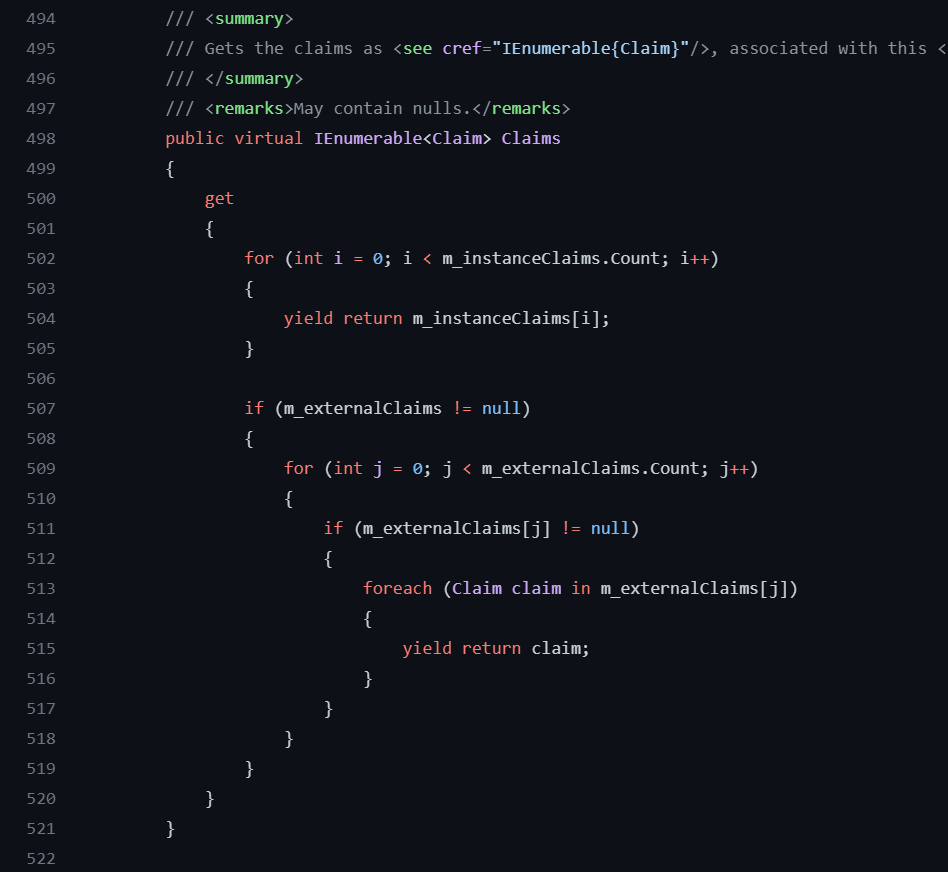 494 /// <summary>
495 /// Gets the claims as <see cref="IEnumerable{Claim}"/>, associated with this <
496 /// </summary>
497 /// <remarks>May contain nulls.</remarks>
498 public virtual IEnumerable<Claim> Claims
499 {
500 get
501 {
502 for (int i = 0; i < m_instanceClaims.Count; i++)
503 {
504 yield return m_instanceClaims[i];
505 }
506
507 if (m_externalClaims != null)
508 {
509 for (int j = 0; j < m_externalClaims.Count; j++)
510 {
511 if (m_externalClaims[j] != null)
512 {
513 foreach (Claim claim in m_externalClaims[j])
514 {
515 yield return claim;
516 }
517 }
518 }
519 }
520 }
521 }
522